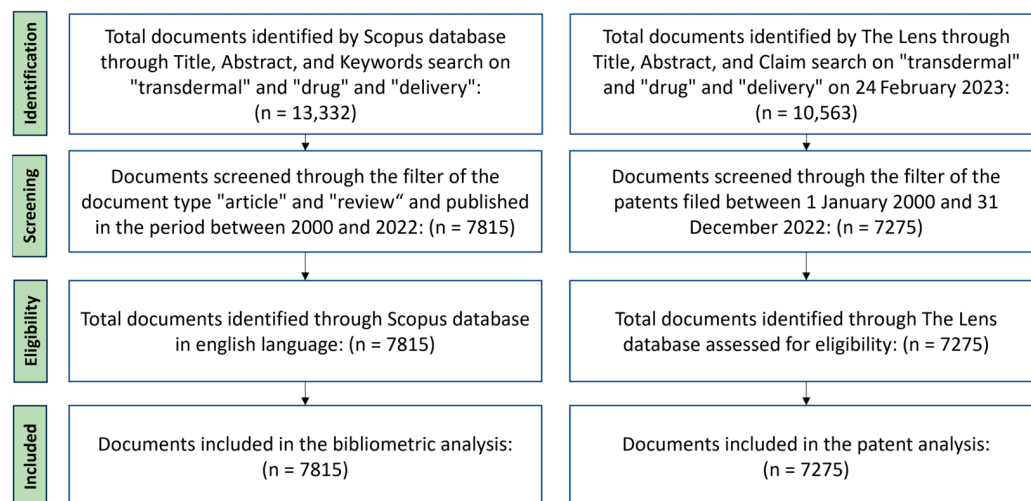 Identification
Total documents identified by Scopus database
through Title, Abstract, and Keywords search on
"transdermal" and "drug" and "delivery":
(n = 13,332)
Total documents identified by The Lens through
Title, Abstract, and Claim search on "transdermal"
and "drug" and "delivery" on 24 February 2023:
(n = 10,563)
Screening
Documents screened through the filter of the
document type "article" and "review“ and published
in the period between 2000 and 2022: (n = 7815)
Documents screened through the filter of the
patents filed between 1 January 2000 and 31
December 2022: (n = 7275)
Eligibility
Total documents identified through Scopus database
in english language: (n = 7815)
Total documents identified through The Lens
database assessed for eligibility: (n = 7275)
Included
Documents included in the bibliometric analysis:
(n = 7815)
Documents included in the patent analysis:
(n = 7275)